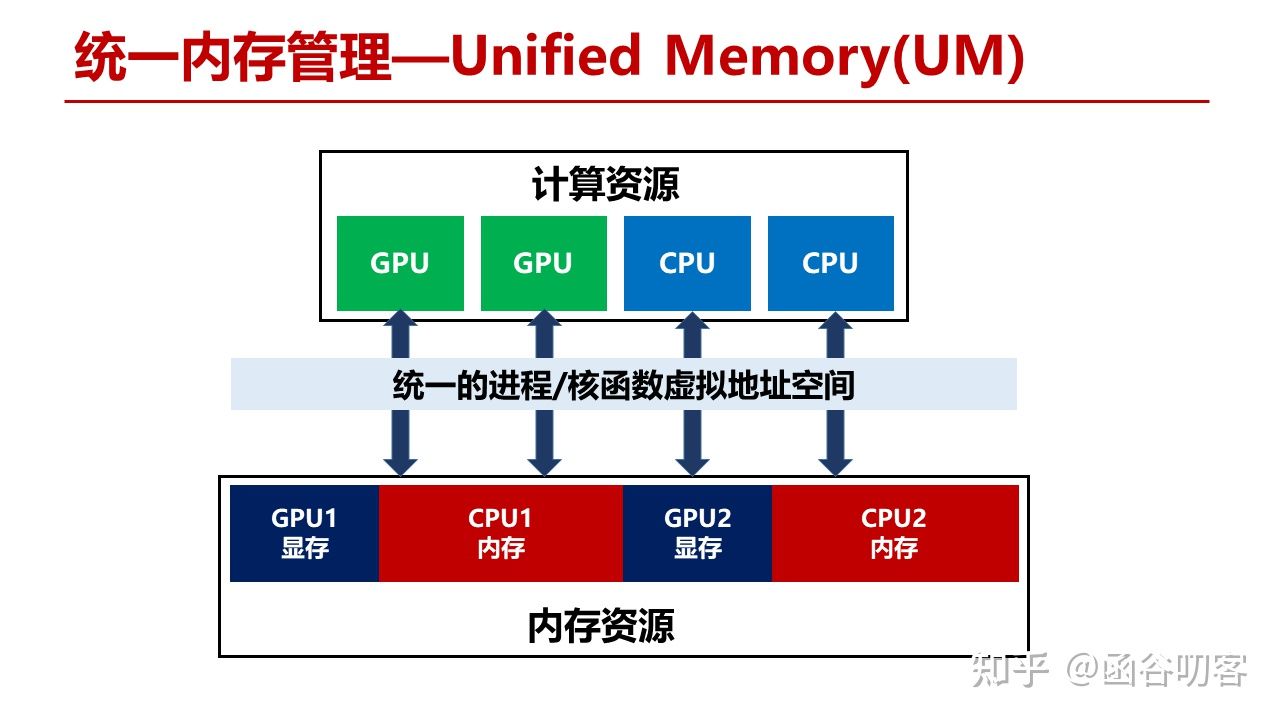 统一内存管理—Unified Memory(UM)
计算资源
GPU GPU CPU CPU
统一的进程/核函数虚拟地址空间
GPU1 CPU1 GPU2 CPU2
显存 内存 显存 内存
内存资源
知乎 @函谷叨客